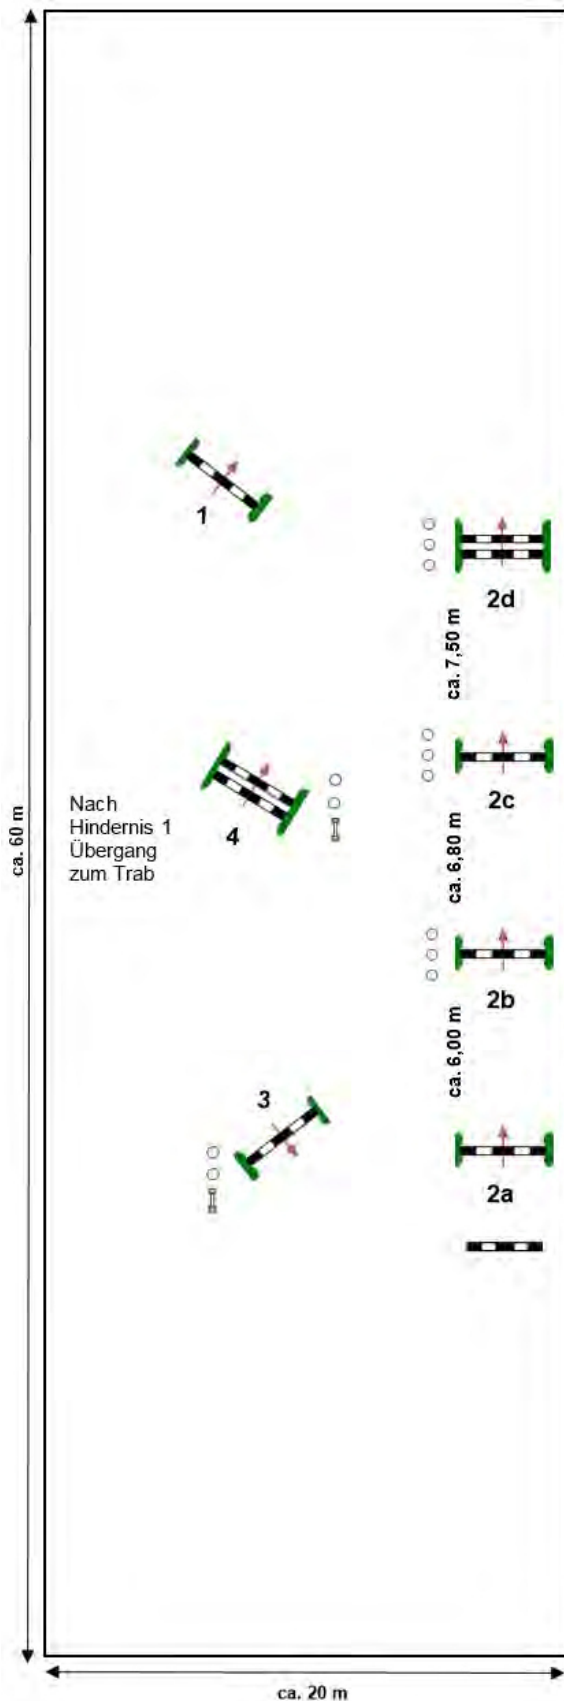 1
2d
ca. 7,50 m
2c
Nach
Hindernis 1
Übergang
zum Trab
4
ca. 60 m
ca. 6,80 m
2b
ca. 6,00 m
3
2a
ca. 20 m